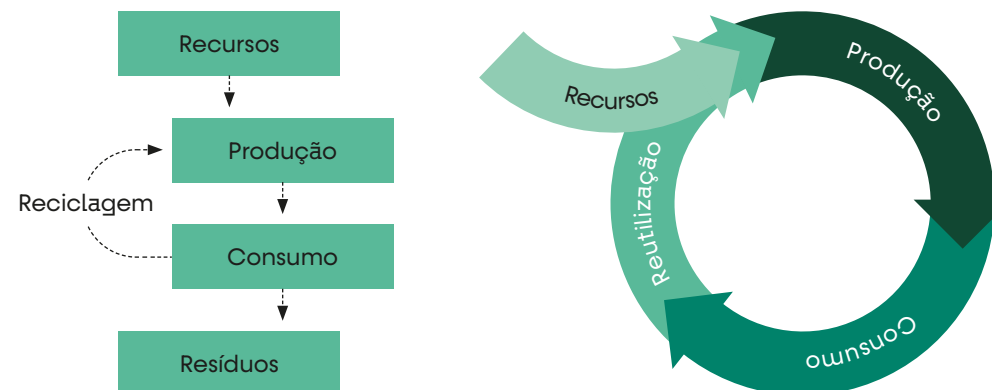 Recursos
Produção
Reciclagem
Consumo
Resíduos
Recursos
Produção
Consumo
Reutilização